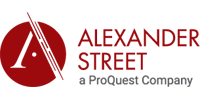 ALEXANDER
STREET
a ProQuest Company